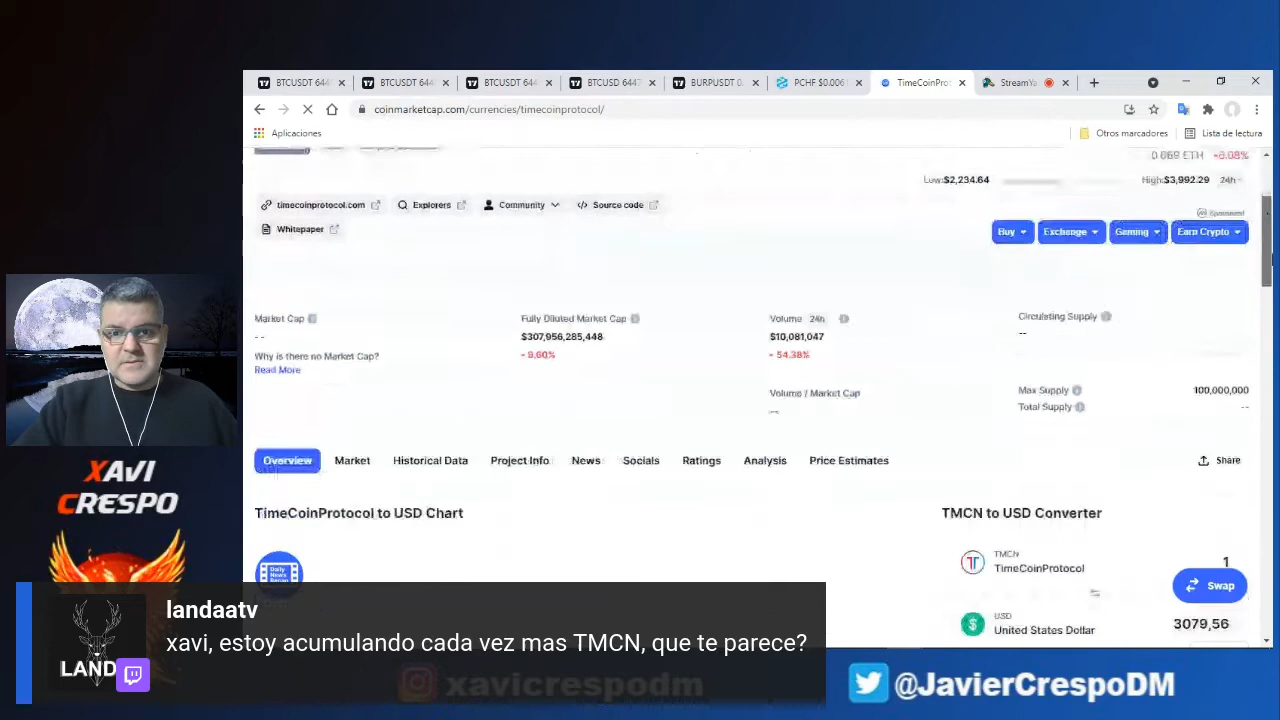 BTCUSDT 644
BTCUSDT 644
BTCUSDT 644
BTCUSD 644
BURPUSDT 0.
PCHF $0.006
TimeCoinPro
StreamYa
coinmarketcap.com/currencies/timecoinprotocol/
Aplicaciones
Otros marcadores
Lista de lectura
ETH
Low:$2,234.64
High:$3,992.29
24h
timecoinprotocol.com
Explorers
Community
Source code
Sponsored
Whitepaper
Buy
Exchange
Gaming
Earn Crypto
Market Cap
Fully Diluted Market Cap
Volume 24h
Circulating Supply
--
$307,956,285,448
$10,081,047
--
- 9.60%
- 54.38%
Why is there no Market Cap?
Read More
Volume / Market Cap
--
Max Supply
100,000,000
Total Supply
--
Overview
Market
Historical Data
Project Info
News
Socials
Ratings
Analysis
Price Estimates
Share
TimeCoinProtocol to USD Chart
TMCN to USD Converter
TMCN
TimeCoinProtocol
1
Swap
USD
United States Dollar
3079,56
Daily
News
Recap
XAVI
CRESPO
LAND
landaatv
xavi, estoy acumulando cada vez mas TMCN, que te parece?
xavicrespodm
@JavierCrespoDM